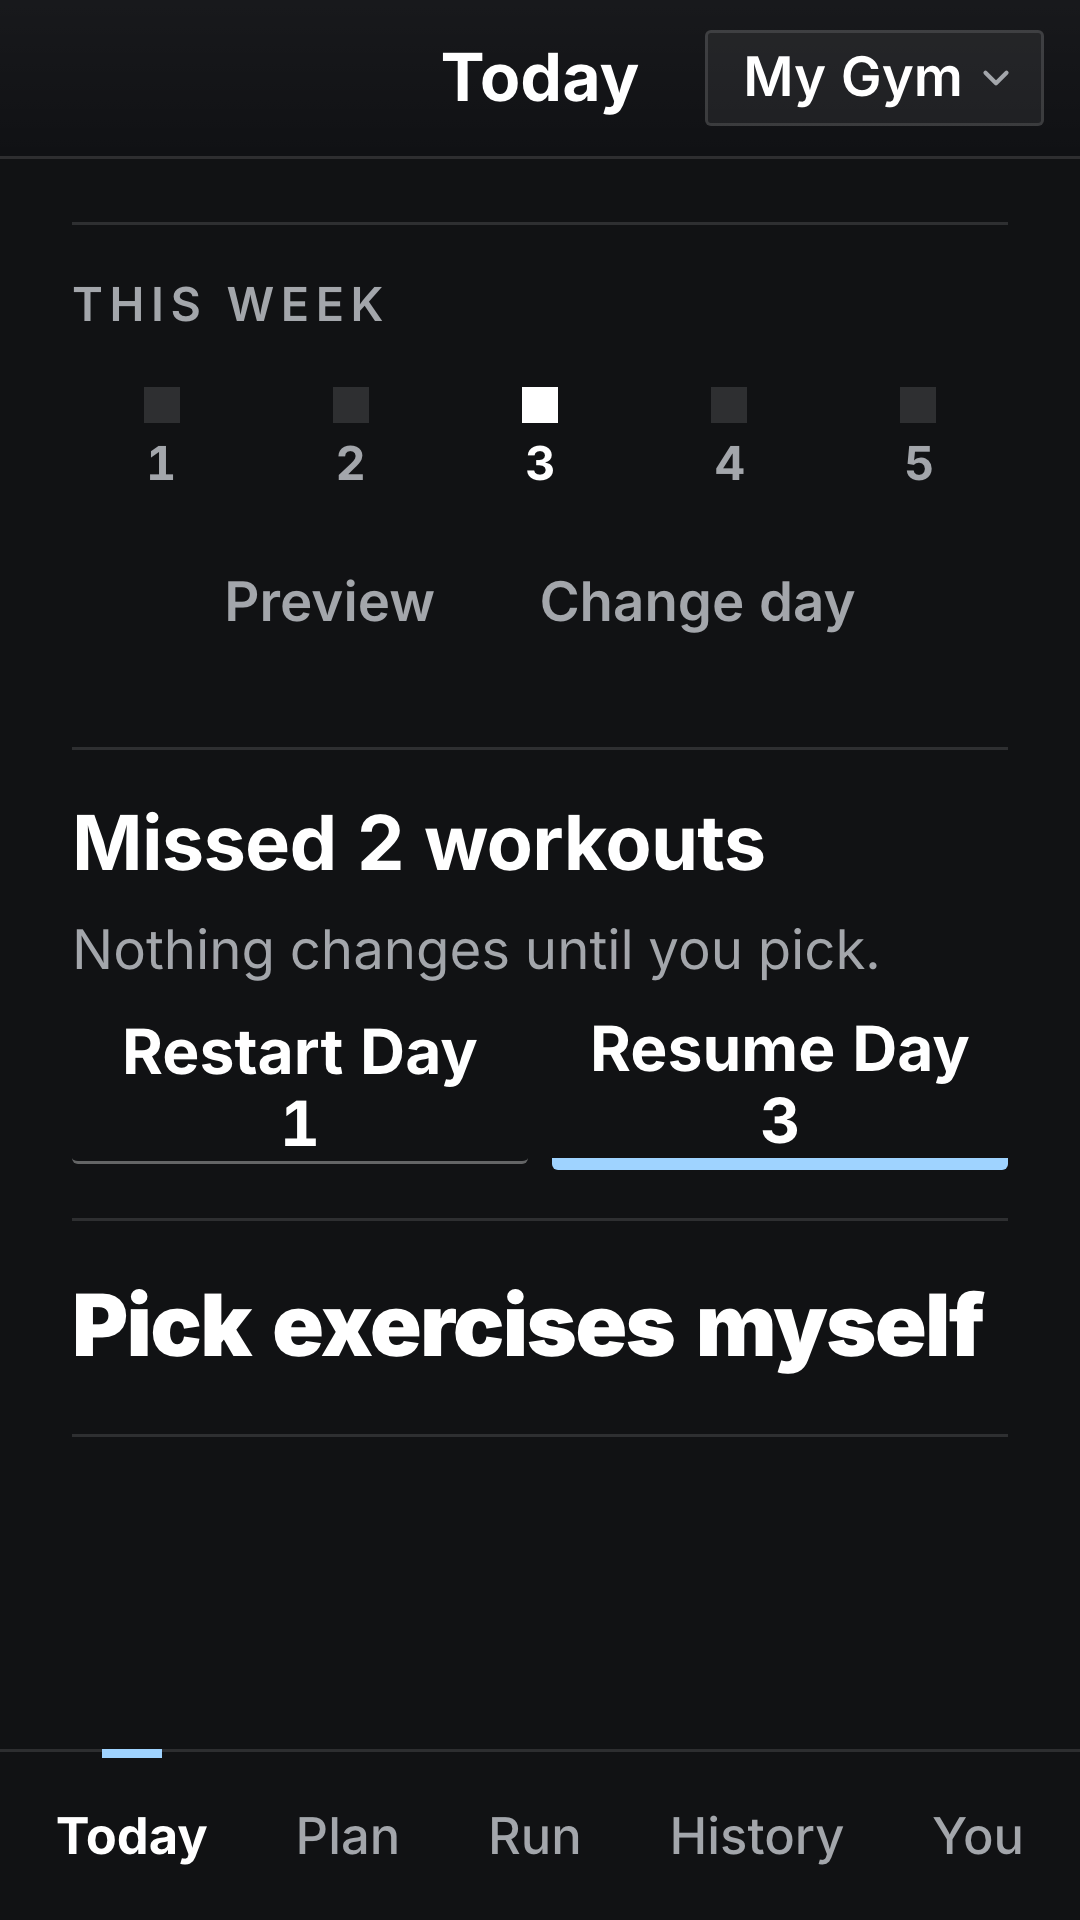 Today
My Gym
THIS WEEK
1 2 3 4 5
Preview Change day
Missed 2 workouts
Nothing changes until you pick.
Restart Day
1
Resume Day
3
Pick exercises myself
Today Plan Run History You